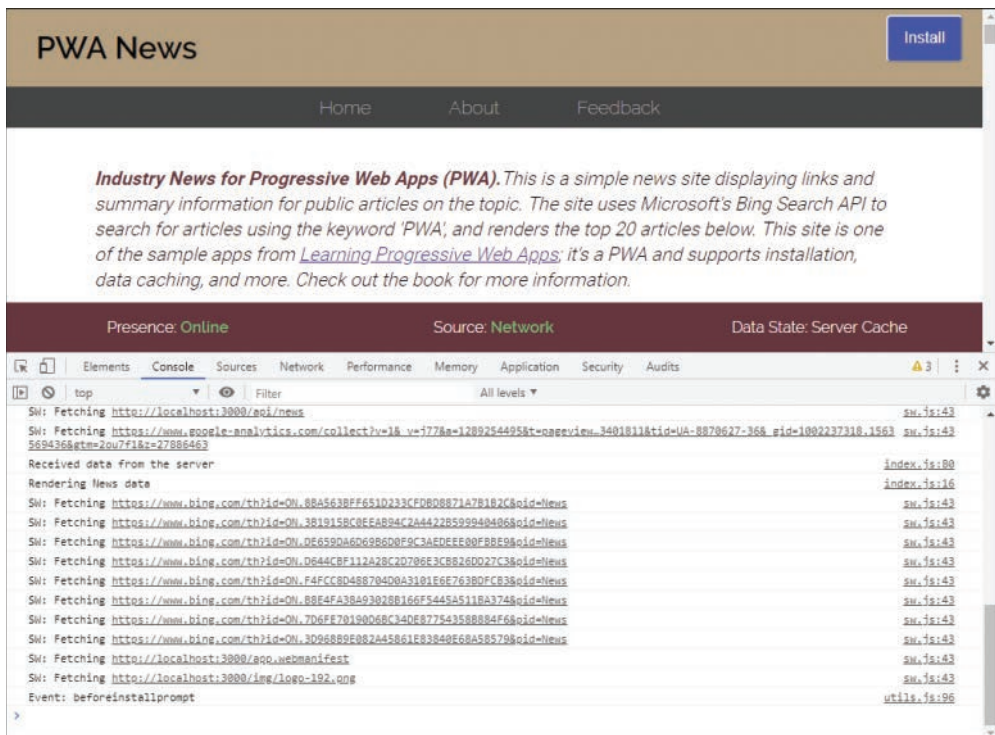 PWA News
Install
Home About Feedback
Industry News for Progressive Web Apps (PWA). This is a simple news site displaying links and
summary information for public articles on the topic. The site uses Microsoft's Bing Search API to
search for articles using the keyword 'PWA', and renders the top 20 articles below. This site is one
of the sample apps from Learning Progressive Web Apps; it's a PWA and supports installation,
data caching, and more. Check out the book for more information.
Presence: Online Source: Network Data State: Server Cache
Elements Console Sources Network Performance Memory Application Security Audits 3
top Filter All levels
SW: Fetching http://localhost:3000/api/news sw.js:43
SW: Fetching https://www.google-analytics.com/collect?v=1&_v=j77&a=1289254495&t=pageview…3401811&tid=UA-8870627-36&_gid=1002237318.1563 sw.js:43
569436&gtm=2ou7f1&z=27886463
Received data from the server index.js:80
Rendering News data index.js:16
SW: Fetching https://www.bing.com/th?id=ON.8BA563BFF651D233CFDBD8871A7B1B2C&pid=News sw.js:43
SW: Fetching https://www.bing.com/th?id=ON.3B1915BC0EEAB94C2A4422B599940406&pid=News sw.js:43
SW: Fetching https://www.bing.com/th?id=ON.DE659DA6D69B6D0F9C3AEDEEE00FBBE9&pid=News sw.js:43
SW: Fetching https://www.bing.com/th?id=ON.D644CBF112A28C2D706E3CB826DD27C3&pid=News sw.js:43
SW: Fetching https://www.bing.com/th?id=ON.F4FCC8D488704D0A3101E6E763BDFCB3&pid=News sw.js:43
SW: Fetching https://www.bing.com/th?id=ON.B8E4FA3BA93028B166F5445A511BA374&pid=News sw.js:43
SW: Fetching https://www.bing.com/th?id=ON.7D6FE70190D6BC34DE87754358B884F6&pid=News sw.js:43
SW: Fetching https://www.bing.com/th?id=ON.3D968B9E082A45861E83840E68A58579&pid=News sw.js:43
SW: Fetching http://localhost:3000/app.webmanifest sw.js:43
SW: Fetching http://localhost:3000/img/logo-192.png sw.js:43
Event: beforeinstallprompt utils.js:96